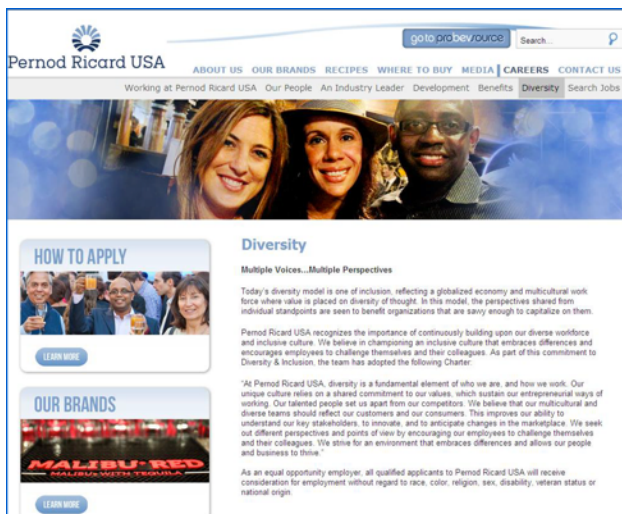 go to probevsource
Search...
Pernod Ricard USA
ABOUT US OUR BRANDS RECIPES WHERE TO BUY MEDIA CAREERS CONTACT US
Working at Pernod Ricard USA Our People An Industry Leader Development Benefits Diversity Search Jobs
HOW TO APPLY
LEARN MORE
OUR BRANDS
MALIBU·RED
MALIBU WITH TEQUILA
LEARN MORE
Diversity
Multiple Voices...Multiple Perspectives
Today's diversity model is one of inclusion, reflecting a globalized economy and multicultural work
force where value is placed on diversity of thought. In this model, the perspectives shared from
individual standpoints are seen to benefit organizations that are savvy enough to capitalize on them.
Pernod Ricard USA recognizes the importance of continuously building upon our diverse workforce
and inclusive culture. We believe in championing an inclusive culture that embraces differences and
encourages employees to challenge themselves and their colleagues. As part of this commitment to
Diversity & Inclusion, the team has adopted the following Charter:
"At Pernod Ricard USA, diversity is a fundamental element of who we are, and how we work. Our
unique culture relies on a shared commitment to our values, which sustain our entrepreneurial ways of
working. Our talented people set us apart from our competitors. We believe that our multicultural and
diverse teams should reflect our customers and our consumers. This improves our ability to
understand our key stakeholders, to innovate, and to anticipate changes in the marketplace. We seek
out different perspectives and points of view by encouraging our employees to challenge themselves
and their colleagues. We strive for an environment that embraces differences and allows our people
and business to thrive."
As an equal opportunity employer, all qualified applicants to Pernod Ricard USA will receive
consideration for employment without regard to race, color, religion, sex, disability, veteran status or
national origin.